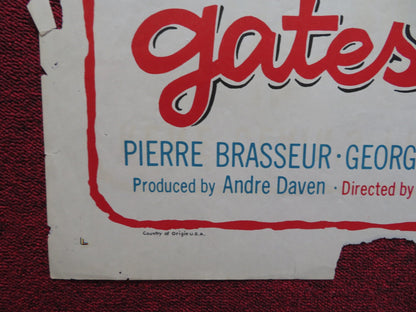 gates
PIERRE BRASSEUR · GEORG
Produced by Andre Daven · Directed by
Country of Origin U.S.A.